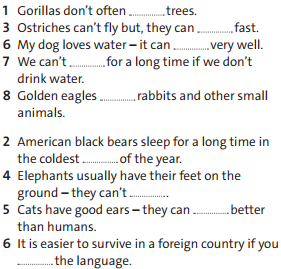 1 Gorillas don't often ............ trees.
3 Ostriches can't fly but, they can ............ fast.
6 My dog loves water – it can ............ very well.
7 We can't ............ for a long time if we don't
drink water.
8 Golden eagles ............ rabbits and other small
animals.
2 American black bears sleep for a long time in
the coldest ............ of the year.
4 Elephants usually have their feet on the
ground – they can't ............ .
5 Cats have good ears – they can ............ better
than humans.
6 It is easier to survive in a foreign country if you
............ the language.